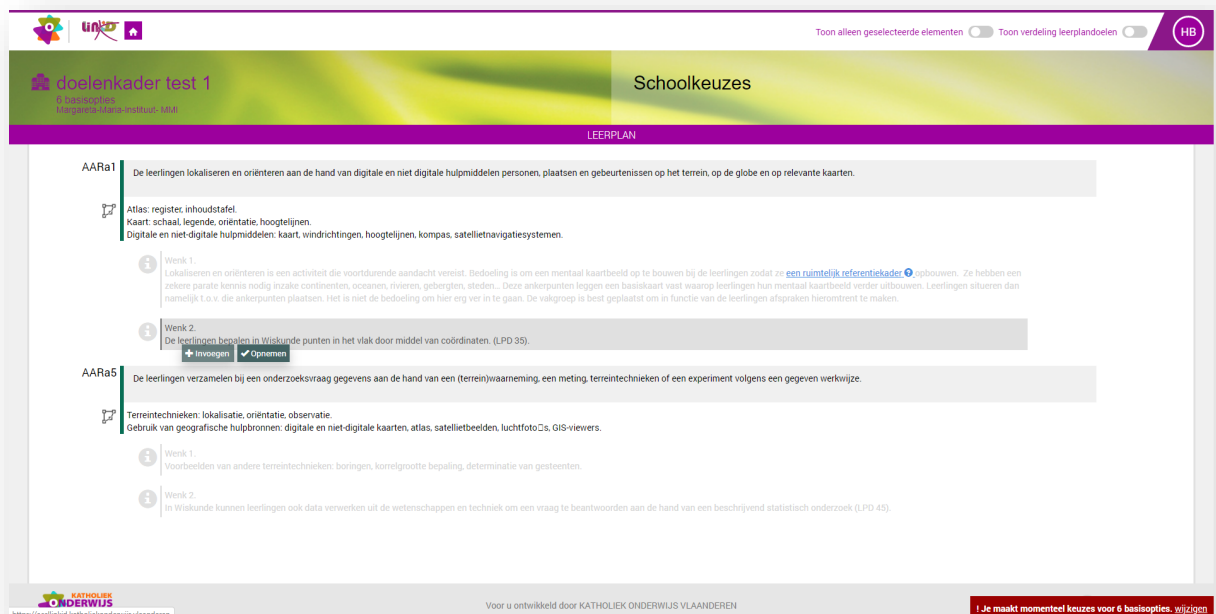 linkD
Toon alleen geselecteerde elementen
Toon verdeling leerplandoelen
HB
doelenkader test 1
6 basisopties
Margareta-Maria-Instituut- MMI
Schoolkeuzes
LEERPLAN
AARa1
De leerlingen lokaliseren en oriënteren aan de hand van digitale en niet digitale hulpmiddelen personen, plaatsen en gebeurtenissen op het terrein, op de globe en op relevante kaarten.
Atlas: register, inhoudstafel.
Kaart: schaal, legende, oriëntatie, hoogtelijnen.
Digitale en niet-digitale hulpmiddelen: kaart, windrichtingen, hoogtelijnen, kompas, satellietnavigatiesystemen.
Wenk 1.
Lokaliseren en oriënteren is een activiteit die voortdurende aandacht vereist. Bedoeling is om een mentaal kaartbeeld op te bouwen bij de leerlingen zodat ze een ruimtelijk referentiekader opbouwen. Ze hebben een
zekere parate kennis nodig inzake continenten, oceanen, rivieren, gebergten, steden... Deze ankerpunten leggen een basiskaart vast waarop leerlingen hun mentaal kaartbeeld verder uitbouwen. Leerlingen situeren dan
namelijk t.o.v. die ankerpunten plaatsen. Het is niet de bedoeling om hier erg ver in te gaan. De vakgroep is best geplaatst om in functie van de leerlingen afspraken hieromtrent te maken.
Wenk 2.
De leerlingen bepalen in Wiskunde punten in het vlak door middel van coördinaten. (LPD 35).
Invoegen
Opnemen
AARa5
De leerlingen verzamelen bij een onderzoeksvraag gegevens aan de hand van een (terrein)waarneming, een meting, terreintechnieken of een experiment volgens een gegeven werkwijze.
Terreintechnieken: lokalisatie, oriëntatie, observatie.
Gebruik van geografische hulpbronnen: digitale en niet-digitale kaarten, atlas, satellietbeelden, luchtfoto□s, GIS-viewers.
Wenk 1.
Voorbeelden van andere terreintechnieken: boringen, korrelgrootte bepaling, determinatie van gesteenten.
Wenk 2.
In Wiskunde kunnen leerlingen ook data verwerken uit de wetenschappen en techniek om een vraag te beantwoorden aan de hand van een beschrijvend statistisch onderzoek (LPD 45).
KATHOLIEK
ONDERWIJS
Voor u ontwikkeld door KATHOLIEK ONDERWIJS VLAANDEREN
! Je maakt momenteel keuzes voor 6 basisopties. wijzigen